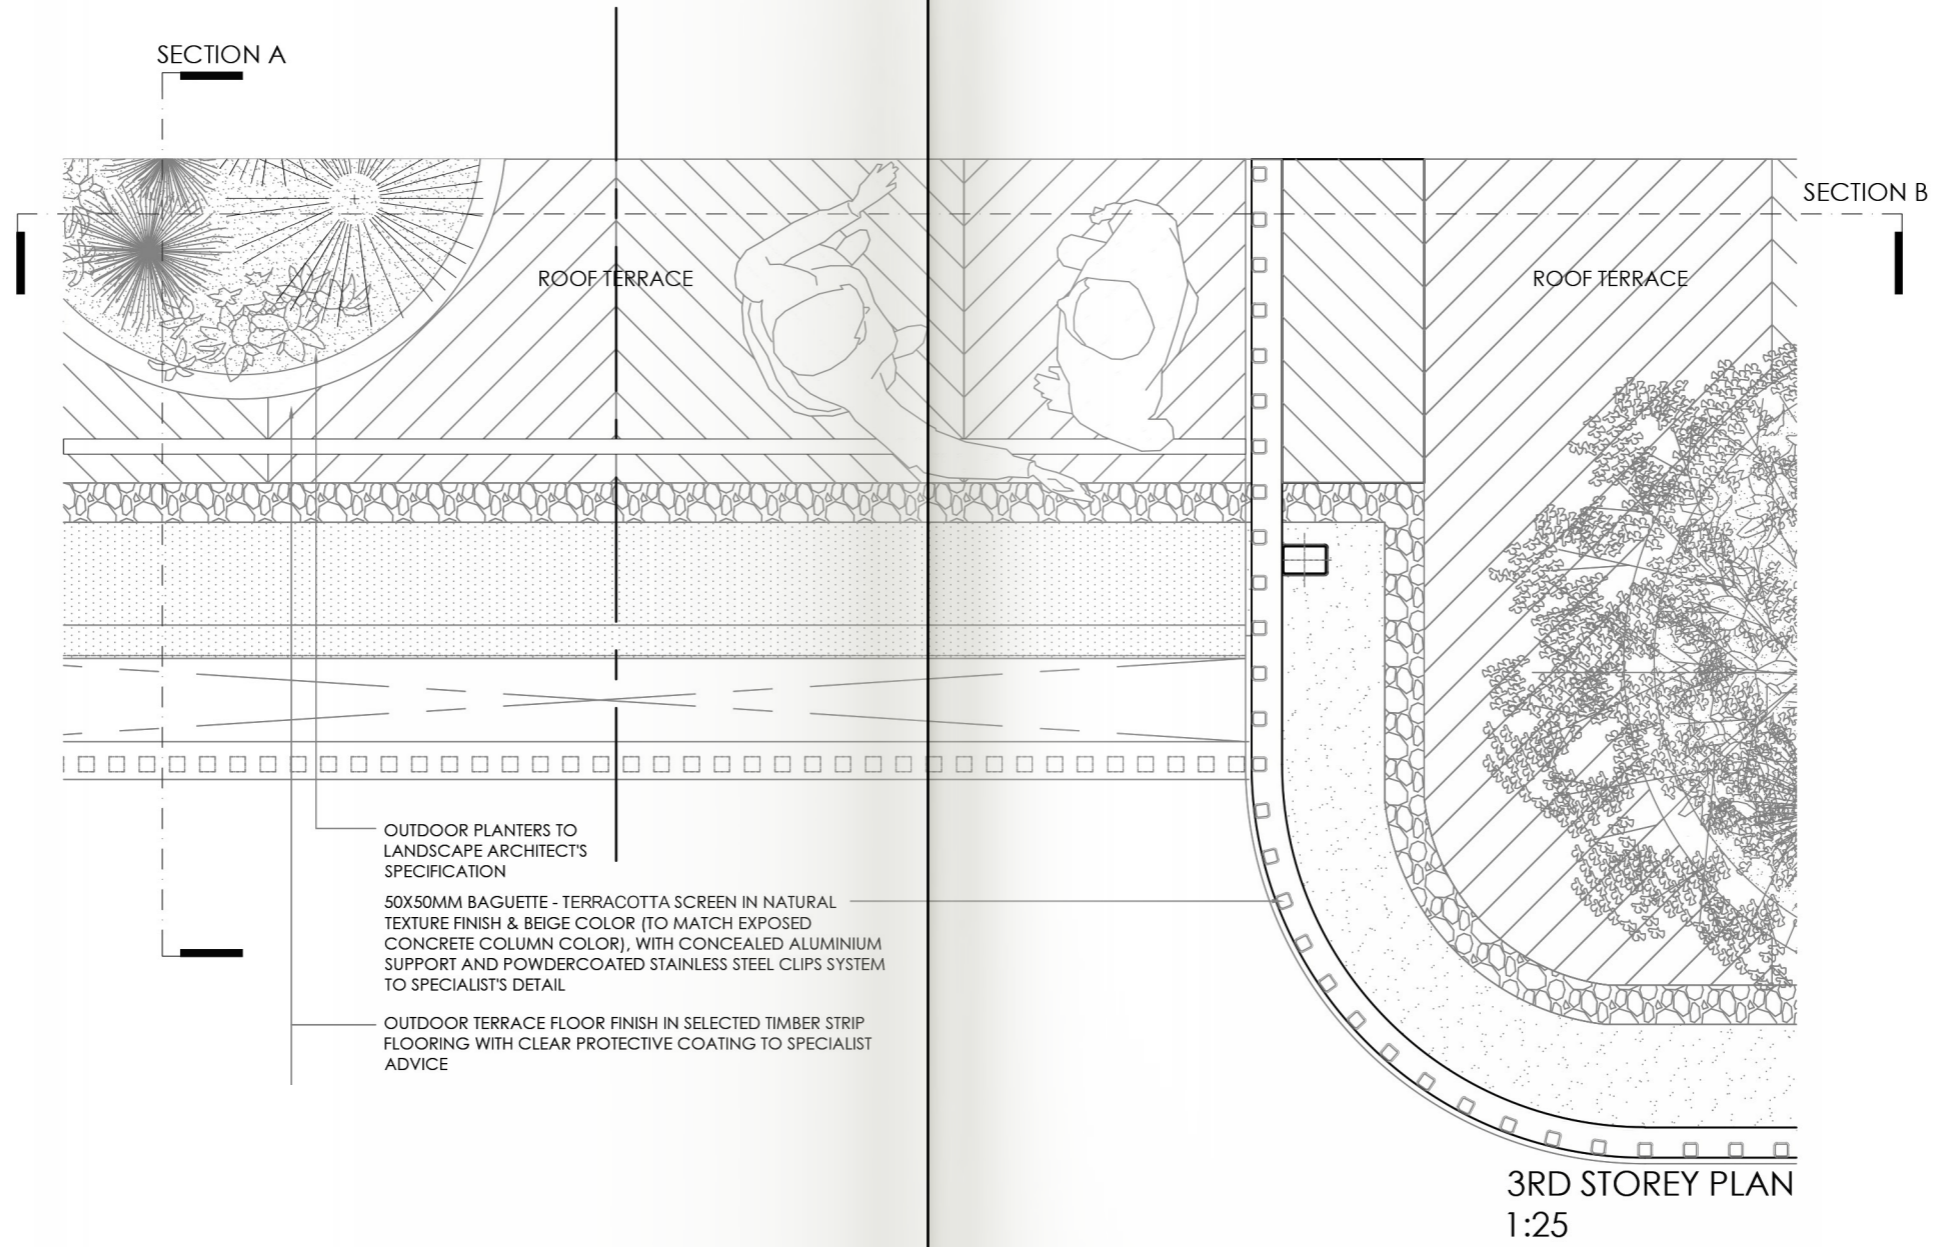 SECTION A
SECTION B
ROOF TERRACE
ROOF TERRACE
OUTDOOR PLANTERS TO
LANDSCAPE ARCHITECT'S
SPECIFICATION
50X50MM BAGUETTE - TERRACOTTA SCREEN IN NATURAL
TEXTURE FINISH & BEIGE COLOR (TO MATCH EXPOSED
CONCRETE COLUMN COLOR), WITH CONCEALED ALUMINIUM
SUPPORT AND POWDERCOATED STAINLESS STEEL CLIPS SYSTEM
TO SPECIALIST'S DETAIL
OUTDOOR TERRACE FLOOR FINISH IN SELECTED TIMBER STRIP
FLOORING WITH CLEAR PROTECTIVE COATING TO SPECIALIST
ADVICE
3RD STOREY PLAN
1:25